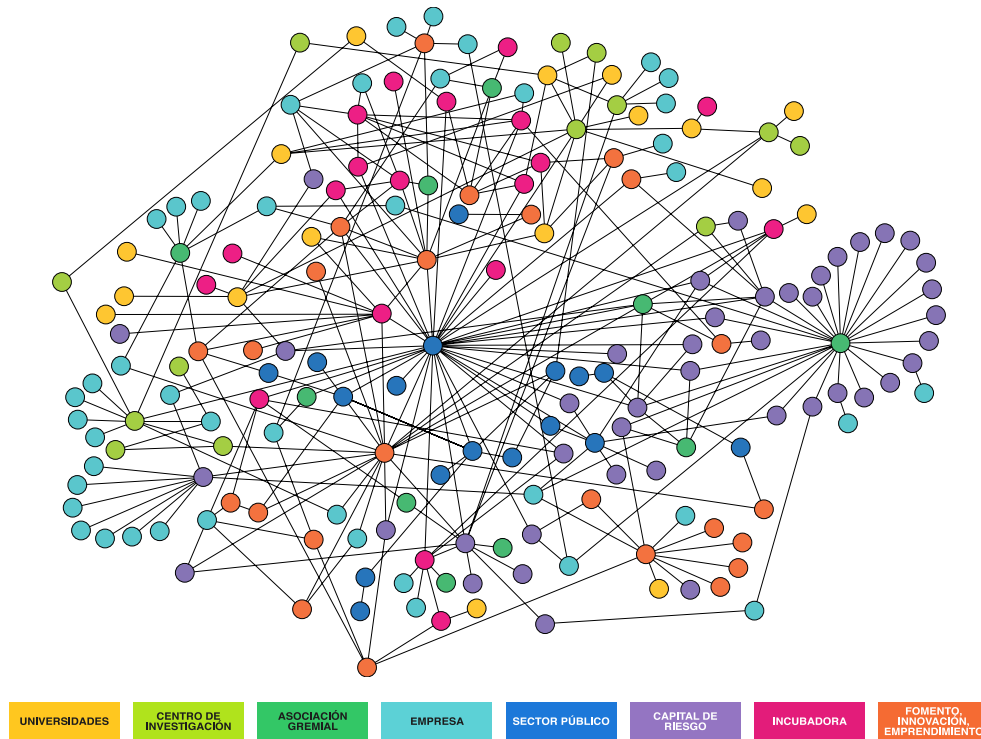 UNIVERSIDADES
CENTRO DE
INVESTIGACIÓN
ASOCIACIÓN
GREMIAL
EMPRESA
SECTOR PÚBLICO
CAPITAL DE
RIESGO
INCUBADORA
FOMENTO,
INNOVACIÓN,
EMPRENDIMIENTO